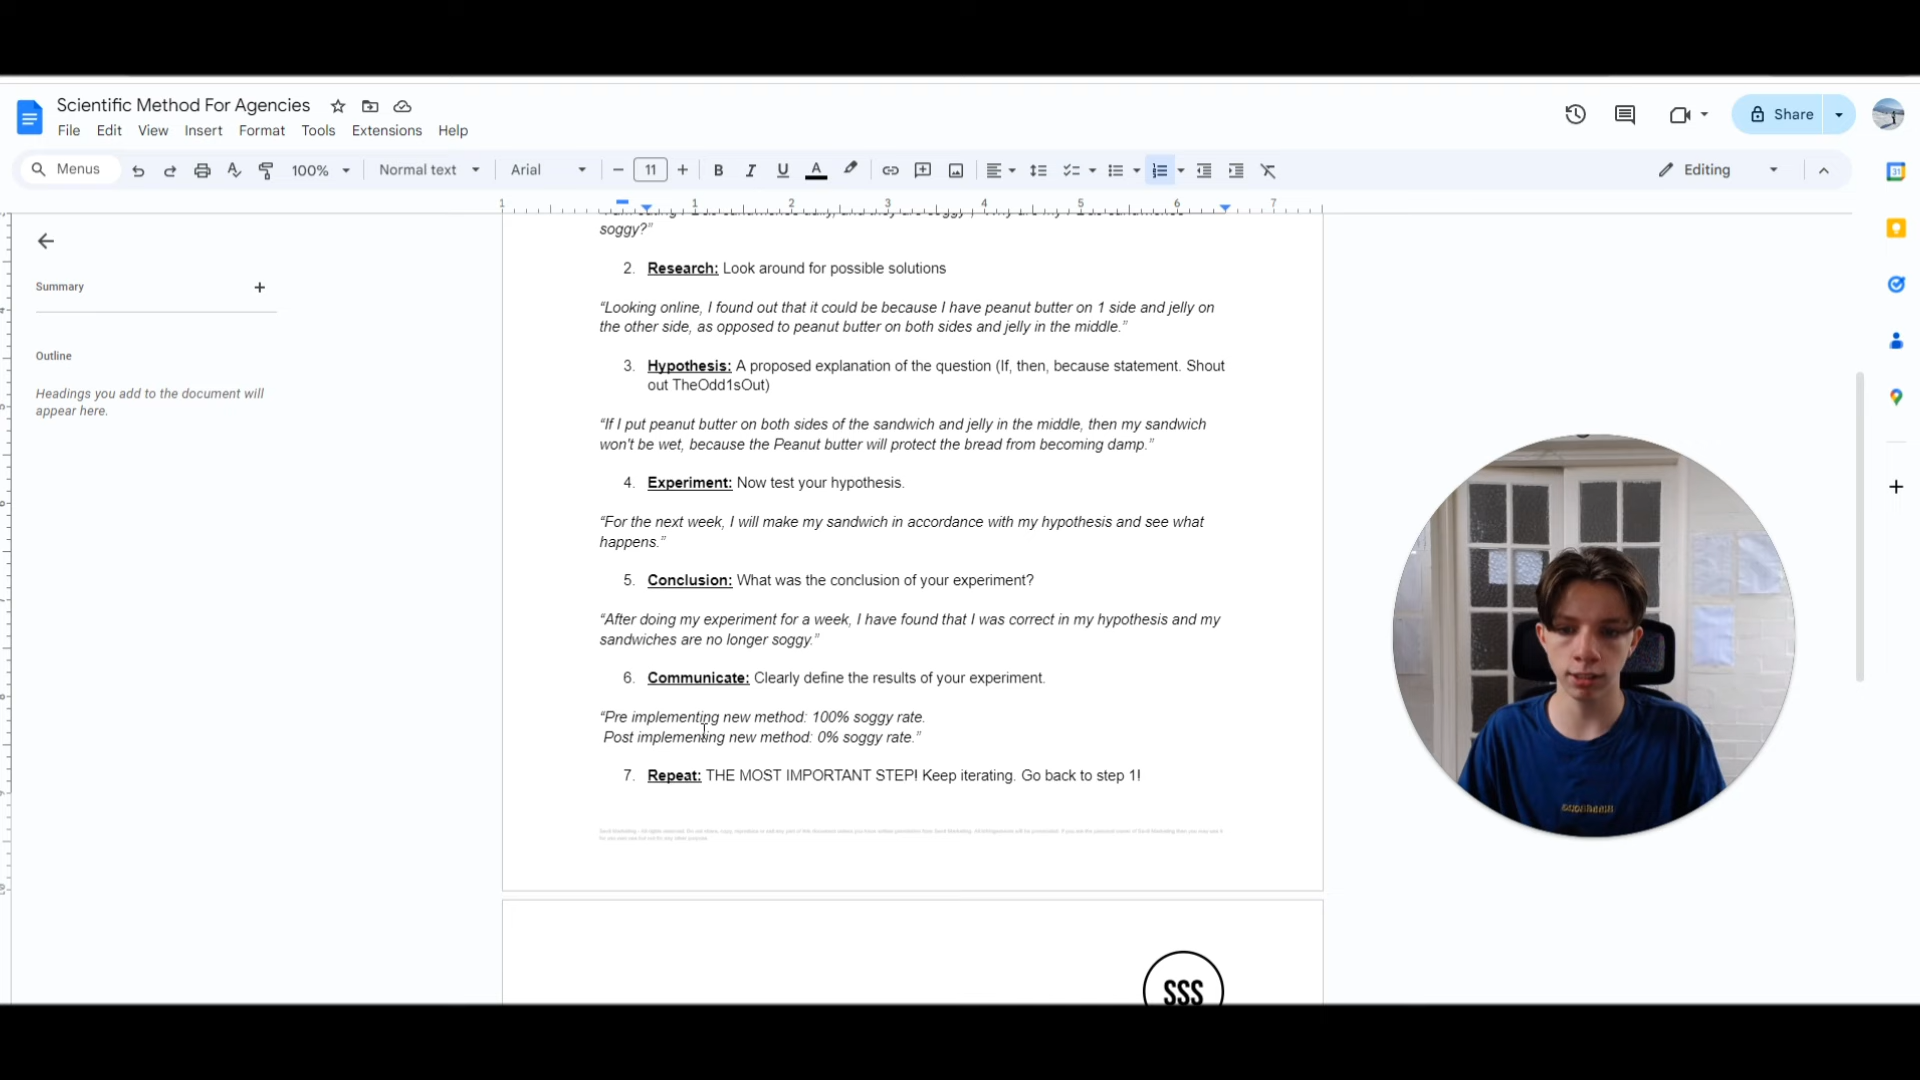 Scientific Method For Agencies
File Edit View Insert Format Tools Extensions Help
Share
Menus
100%
Normal text
Arial
11
Editing
31
1 1 2 3 4 5 6 7
Summary
Outline
Headings you add to the document will
appear here.
soggy?”
2. Research: Look around for possible solutions
“Looking online, I found out that it could be because I have peanut butter on 1 side and jelly on
the other side, as opposed to peanut butter on both sides and jelly in the middle.”
3. Hypothesis: A proposed explanation of the question (If, then, because statement. Shout
out TheOdd1sOut)
“If I put peanut butter on both sides of the sandwich and jelly in the middle, then my sandwich
won't be wet, because the Peanut butter will protect the bread from becoming damp.”
4. Experiment: Now test your hypothesis.
“For the next week, I will make my sandwich in accordance with my hypothesis and see what
happens.”
5. Conclusion: What was the conclusion of your experiment?
“After doing my experiment for a week, I have found that I was correct in my hypothesis and my
sandwiches are no longer soggy.”
6. Communicate: Clearly define the results of your experiment.
“Pre implementing new method: 100% soggy rate.
Post implementing new method: 0% soggy rate.”
7. Repeat: THE MOST IMPORTANT STEP! Keep iterating. Go back to step 1!
SSS